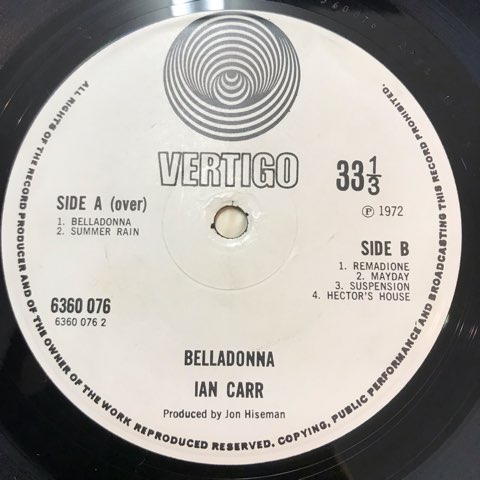 VERTIGO
33 1/3
℗ 1972
SIDE A (over)
1. BELLADONNA
2. SUMMER RAIN
SIDE B
1. REMADIONE
2. MAYDAY
3. SUSPENSION
4. HECTOR'S HOUSE
6360 076
6360 076 2
BELLADONNA
IAN CARR
Produced by Jon Hiseman
ALL RIGHTS OF THE RECORD PRODUCER AND OF THE OWNER OF THE WORK REPRODUCED RESERVED. COPYING, PUBLIC PERFORMANCE AND BROADCASTING THIS RECORD PROHIBITED.